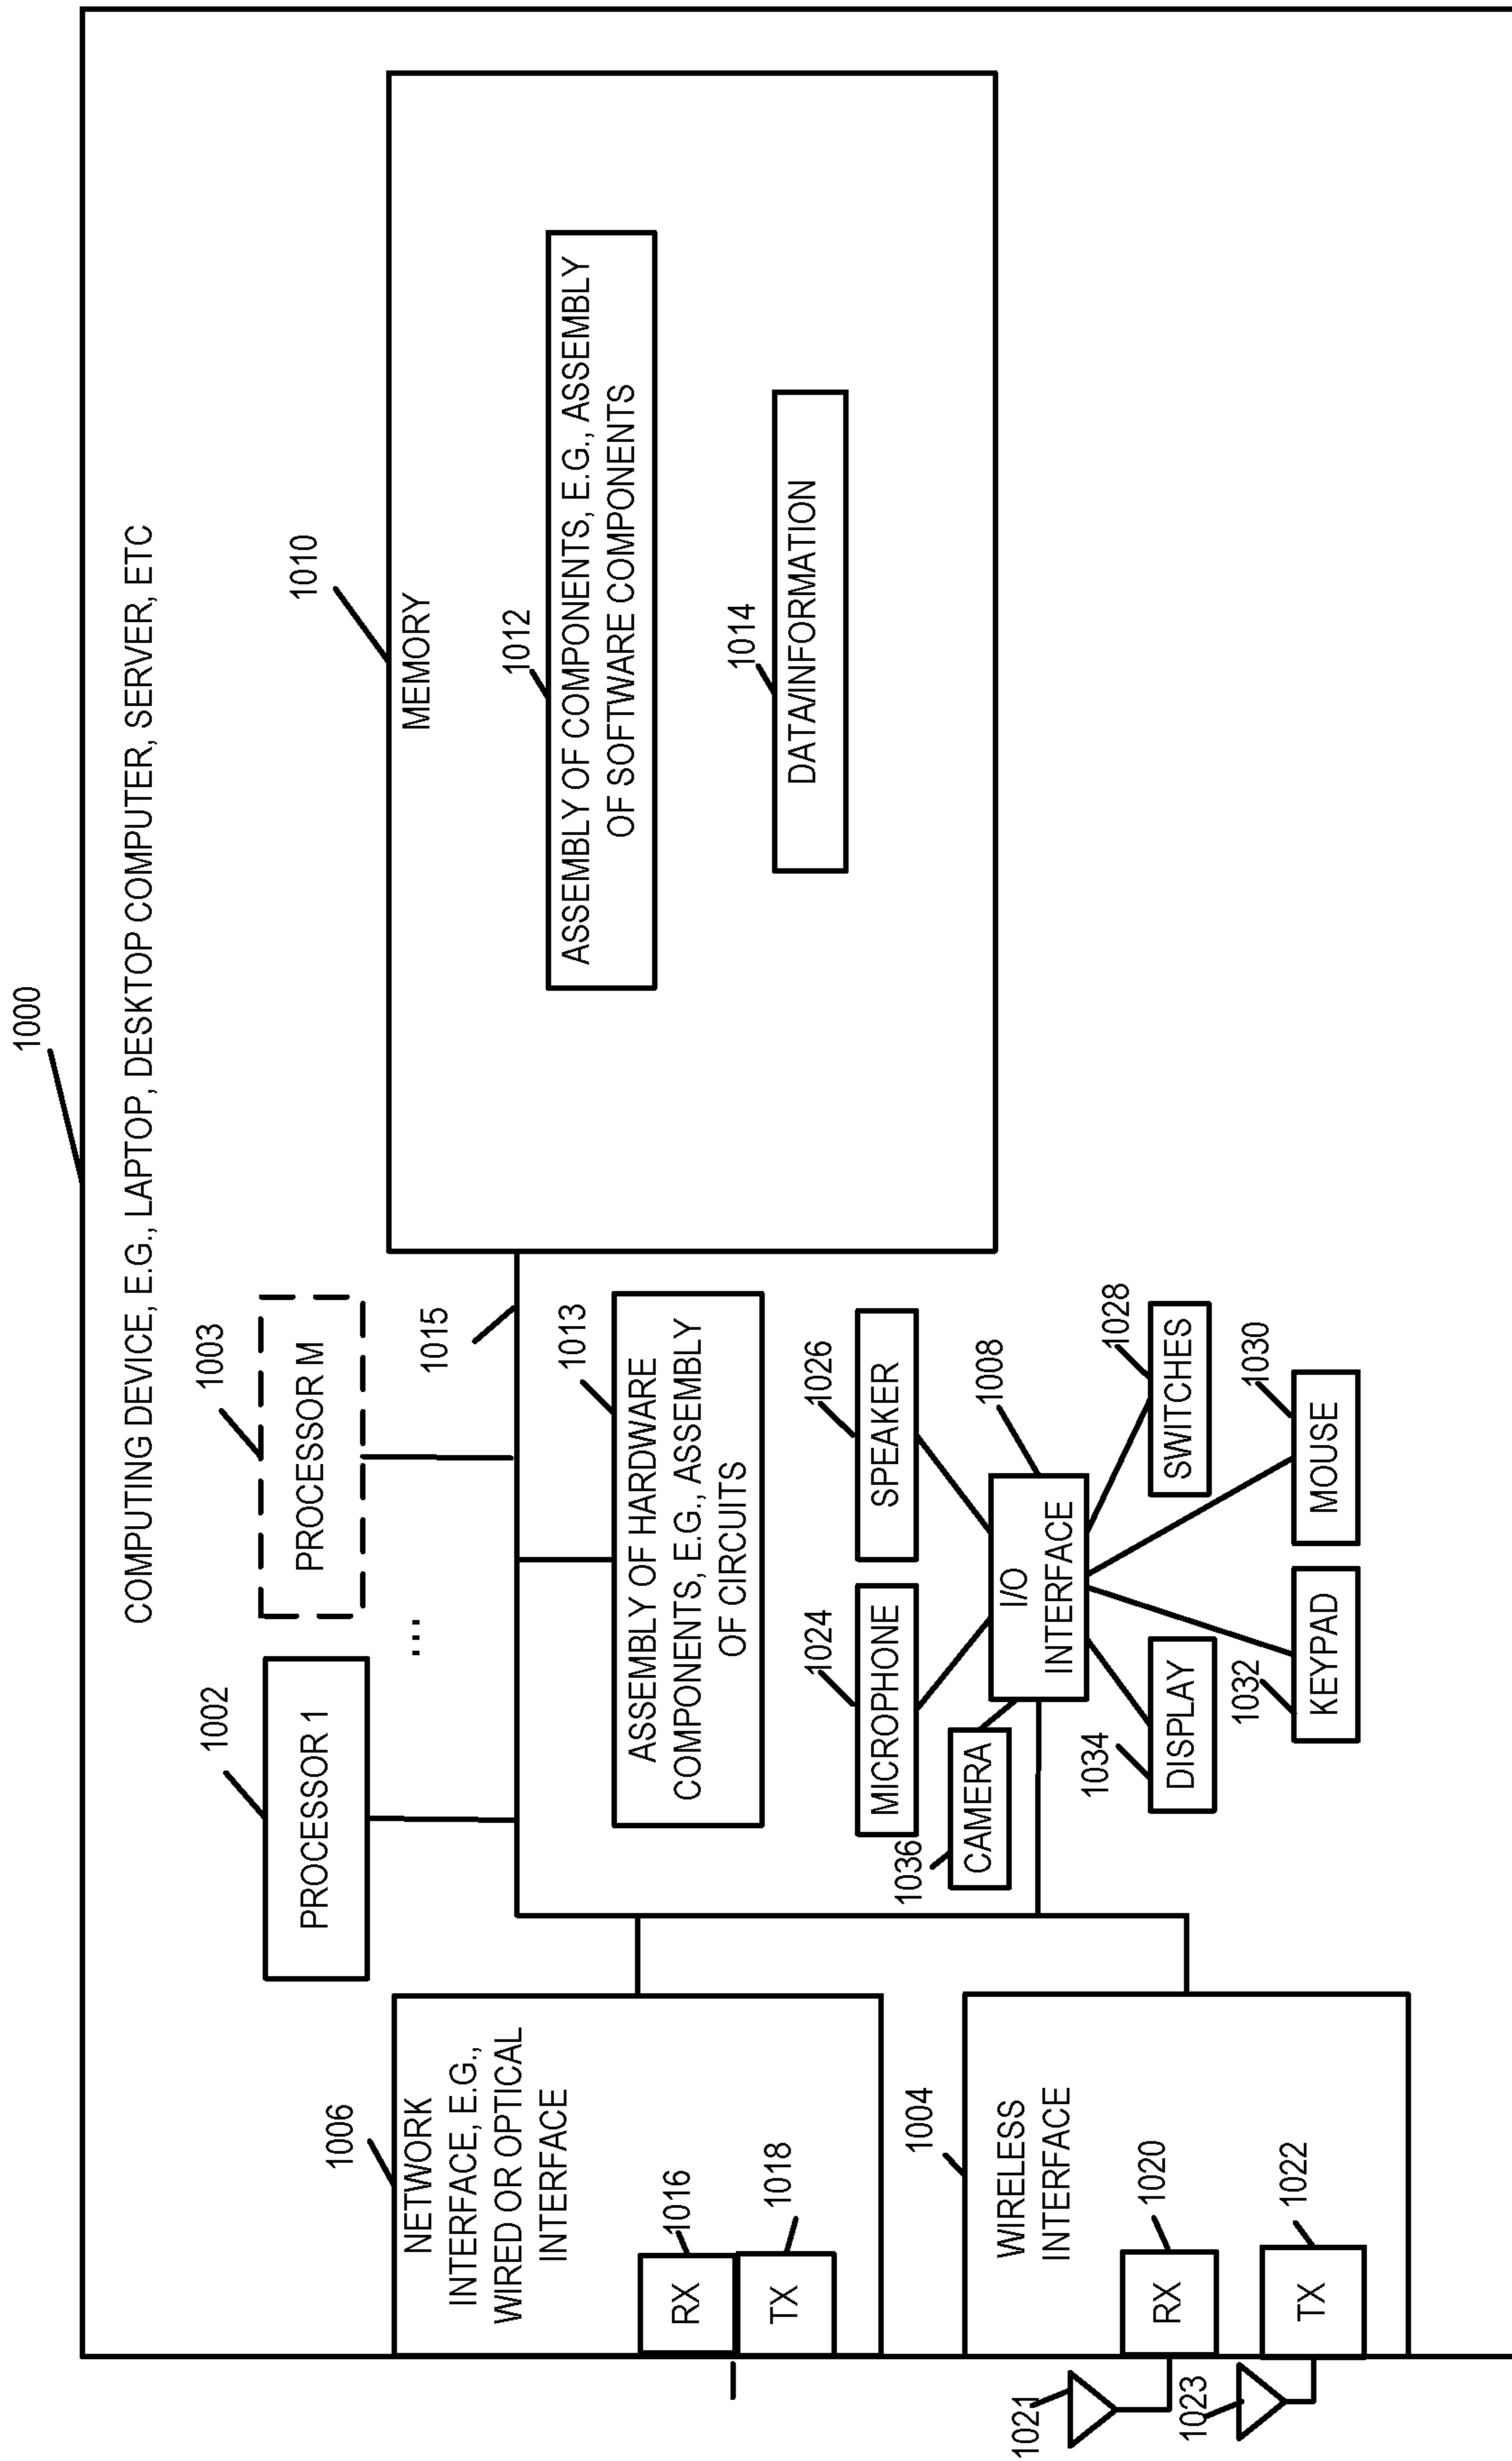 1000
COMPUTING DEVICE, E.G., LAPTOP, DESKTOP COMPUTER, SERVER, ETC
1002
PROCESSOR 1
...
1003
PROCESSOR M
1010
MEMORY
1012
ASSEMBLY OF COMPONENTS, E.G., ASSEMBLY
OF SOFTWARE COMPONENTS
1014
DATA/INFORMATION
1015
1013
ASSEMBLY OF HARDWARE
COMPONENTS, E.G., ASSEMBLY
OF CIRCUITS
1006
NETWORK
INTERFACE, E.G.,
WIRED OR OPTICAL
INTERFACE
1016
RX
1018
TX
1004
WIRELESS
INTERFACE
1020
RX
1022
TX
1021
1023
1024
MICROPHONE
1026
SPEAKER
1036
CAMERA
1008
I/O
INTERFACE
1034
DISPLAY
1028
SWITCHES
1032
KEYPAD
1030
MOUSE